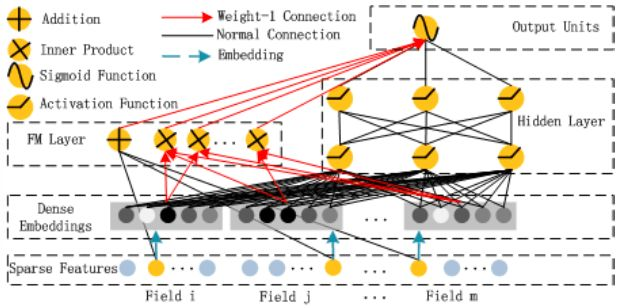 Addition
Inner Product
Sigmoid Function
Activation Function
Weight-1 Connection
Normal Connection
Embedding
Output Units
Hidden Layer
FM Layer
...
Dense
Embeddings
...
Sparse Features
... ... ... ...
Field i Field j ... Field m